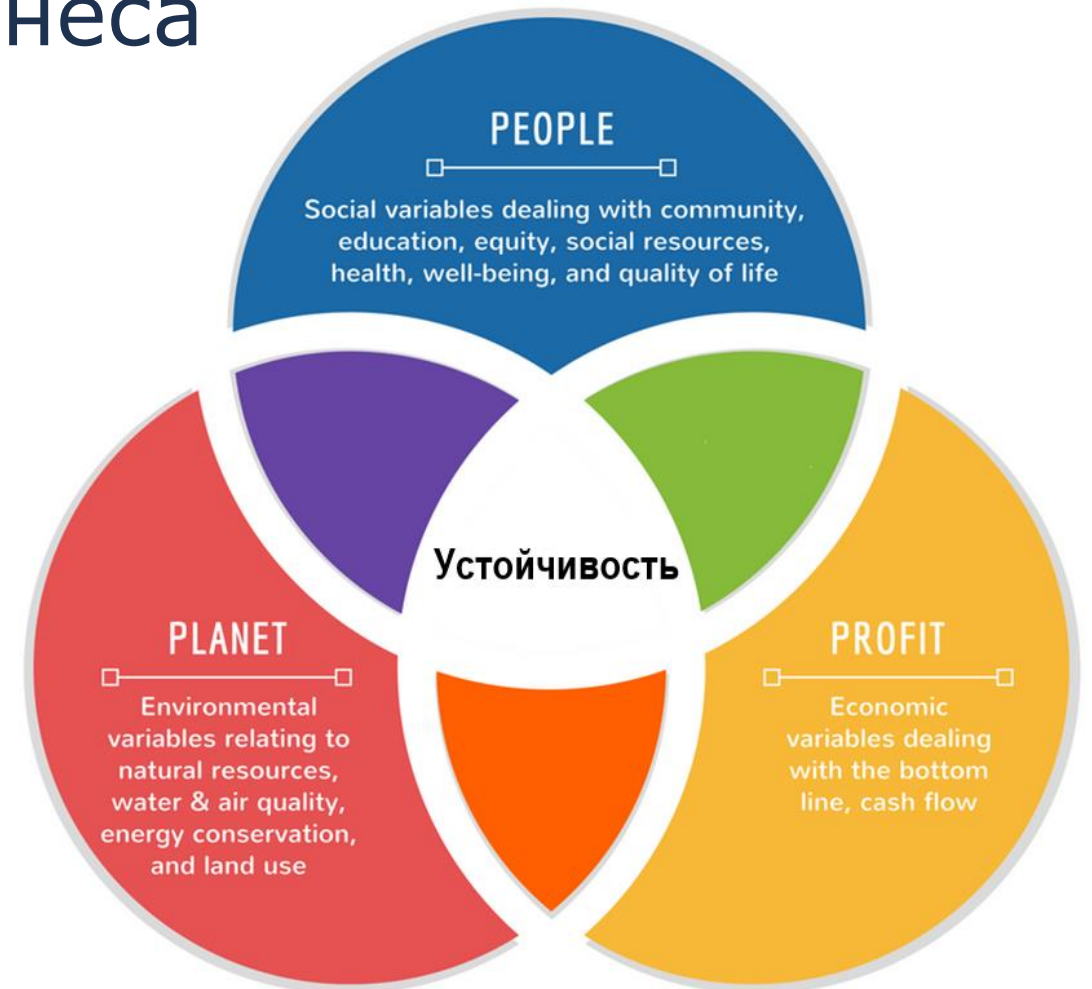 неса
PEOPLE
Social variables dealing with community,
education, equity, social resources,
health, well-being, and quality of life
Устойчивость
PLANET
Environmental
variables relating to
natural resources,
water & air quality,
energy conservation,
and land use
PROFIT
Economic
variables dealing
with the bottom
line, cash flow